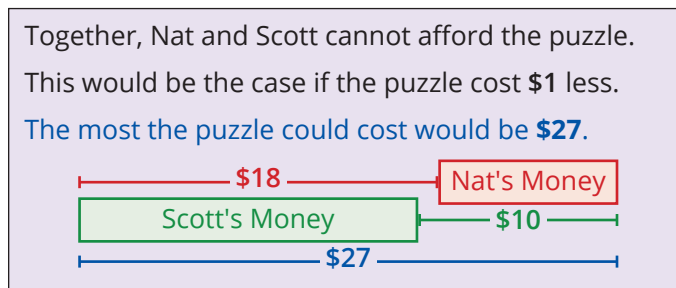 Together, Nat and Scott cannot afford the puzzle.
This would be the case if the puzzle cost $1 less.
The most the puzzle could cost would be $27.
$18 Nat's Money
Scott's Money $10
$27